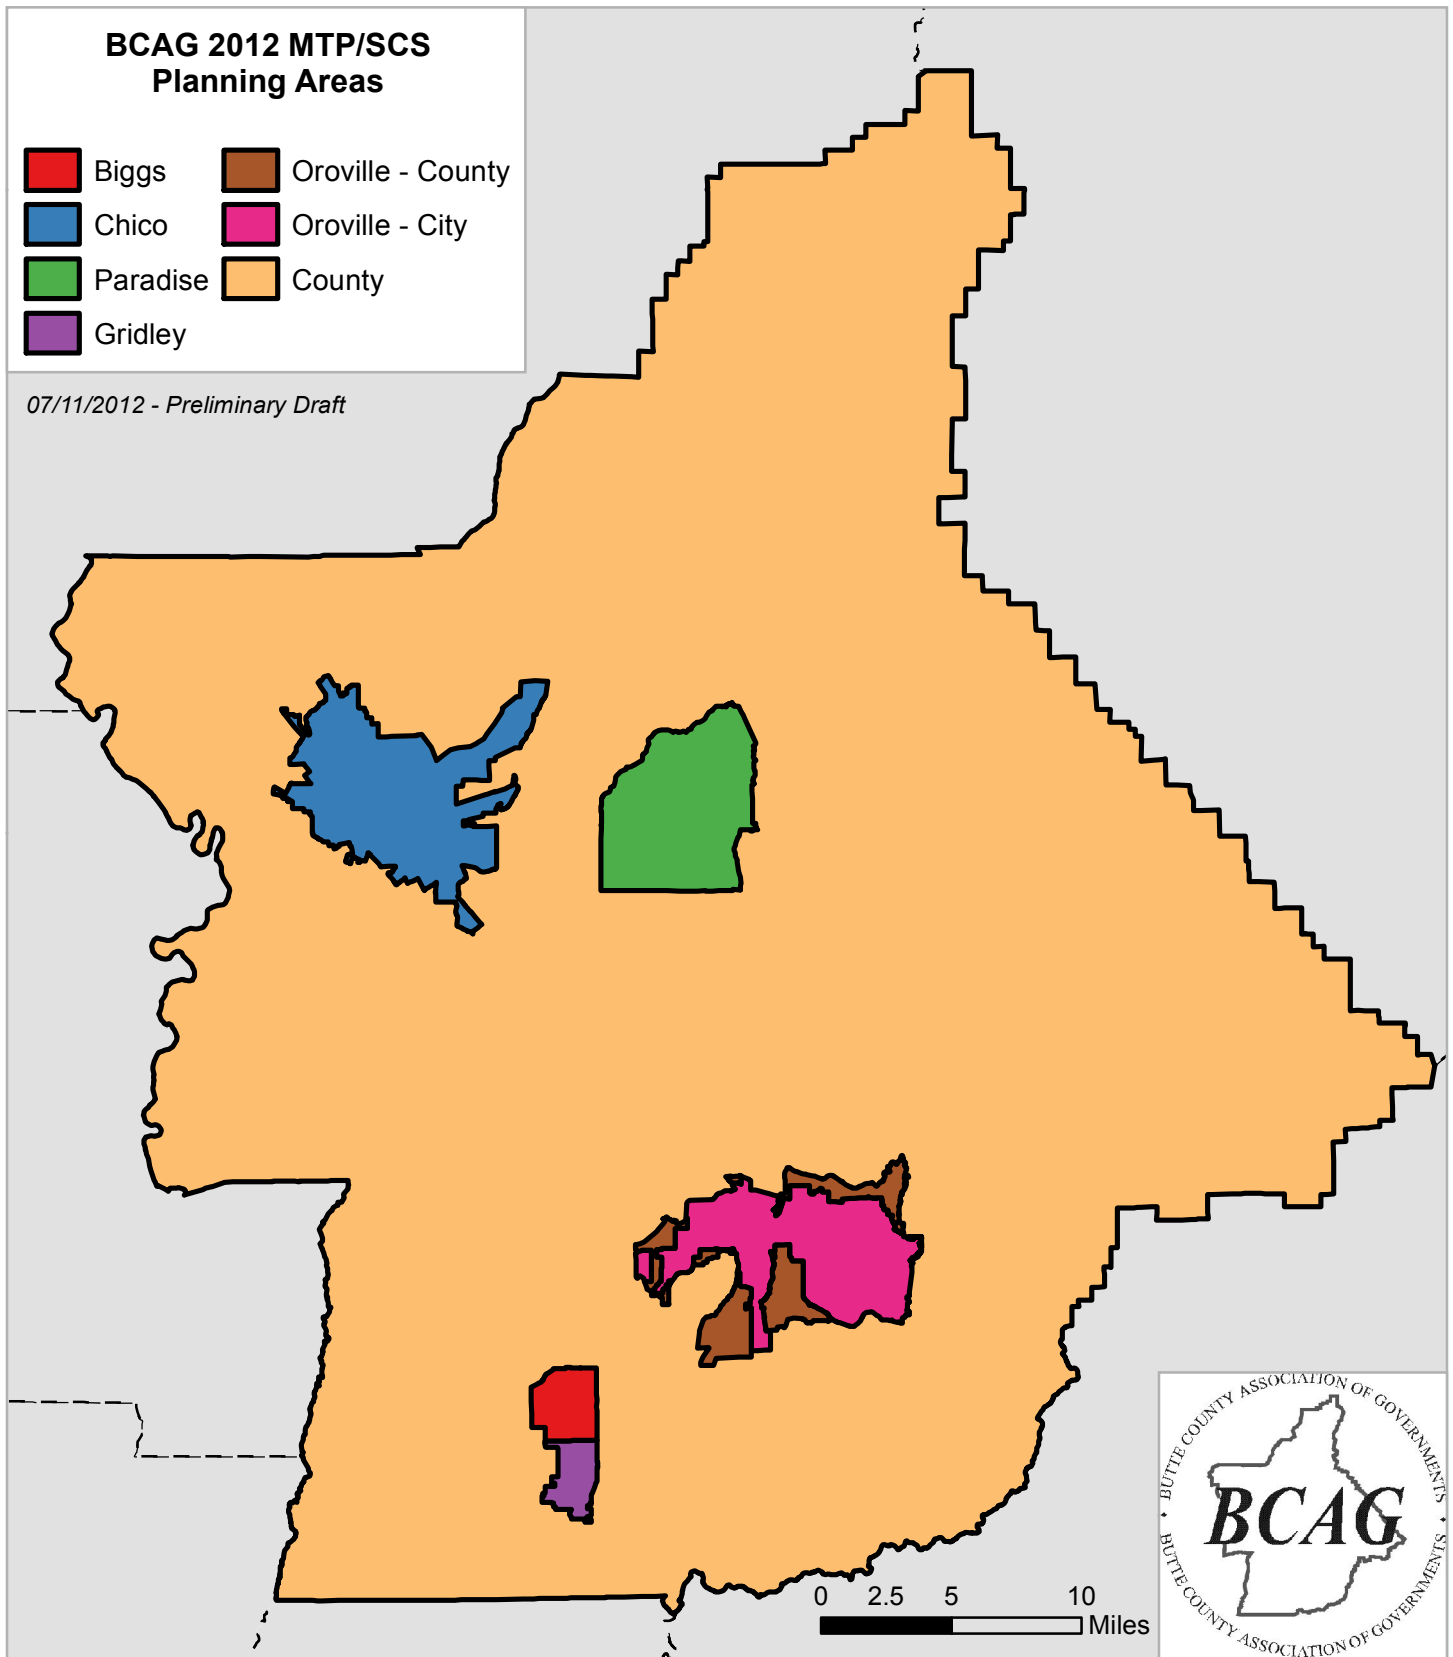 BCAG 2012 MTP/SCS
Planning Areas
Biggs
Chico
Paradise
Gridley
Oroville - County
Oroville - City
County
07/11/2012 - Preliminary Draft
0 2.5 5 10
Miles
BUTTE COUNTY ASSOCIATION OF GOVERNMENTS
BCAG
BUTTE COUNTY ASSOCIATION OF GOVERNMENTS